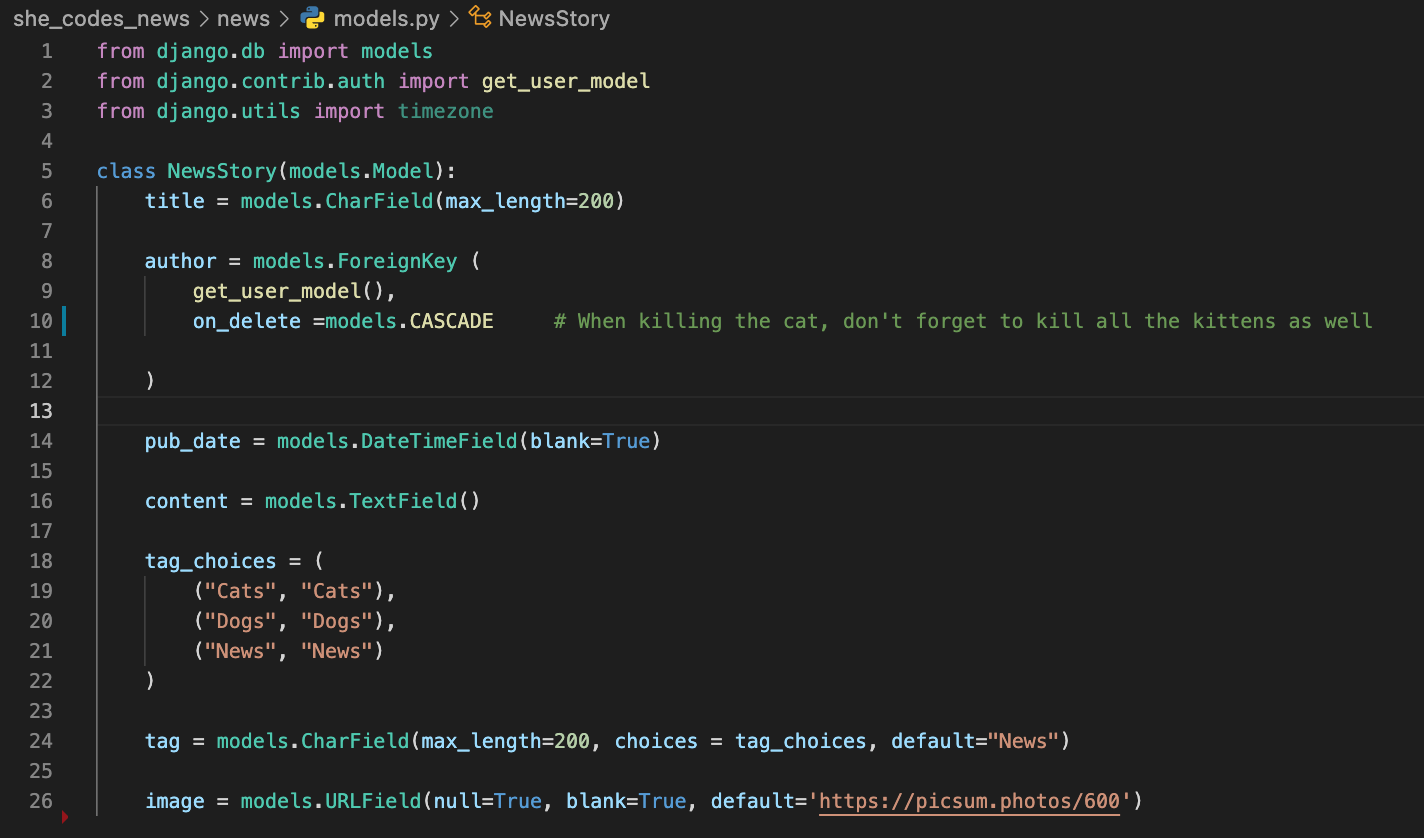 she_codes_news > news > models.py > NewsStory
1 from django.db import models
2 from django.contrib.auth import get_user_model
3 from django.utils import timezone
4
5 class NewsStory(models.Model):
6     title = models.CharField(max_length=200)
7
8     author = models.ForeignKey (
9         get_user_model(),
10         on_delete =models.CASCADE     # When killing the cat, don't forget to kill all the kittens as well
11
12     )
13
14     pub_date = models.DateTimeField(blank=True)
15
16     content = models.TextField()
17
18     tag_choices = (
19         ("Cats", "Cats"),
20         ("Dogs", "Dogs"),
21         ("News", "News")
22     )
23
24     tag = models.CharField(max_length=200, choices = tag_choices, default="News")
25
26     image = models.URLField(null=True, blank=True, default='https://picsum.photos/600')